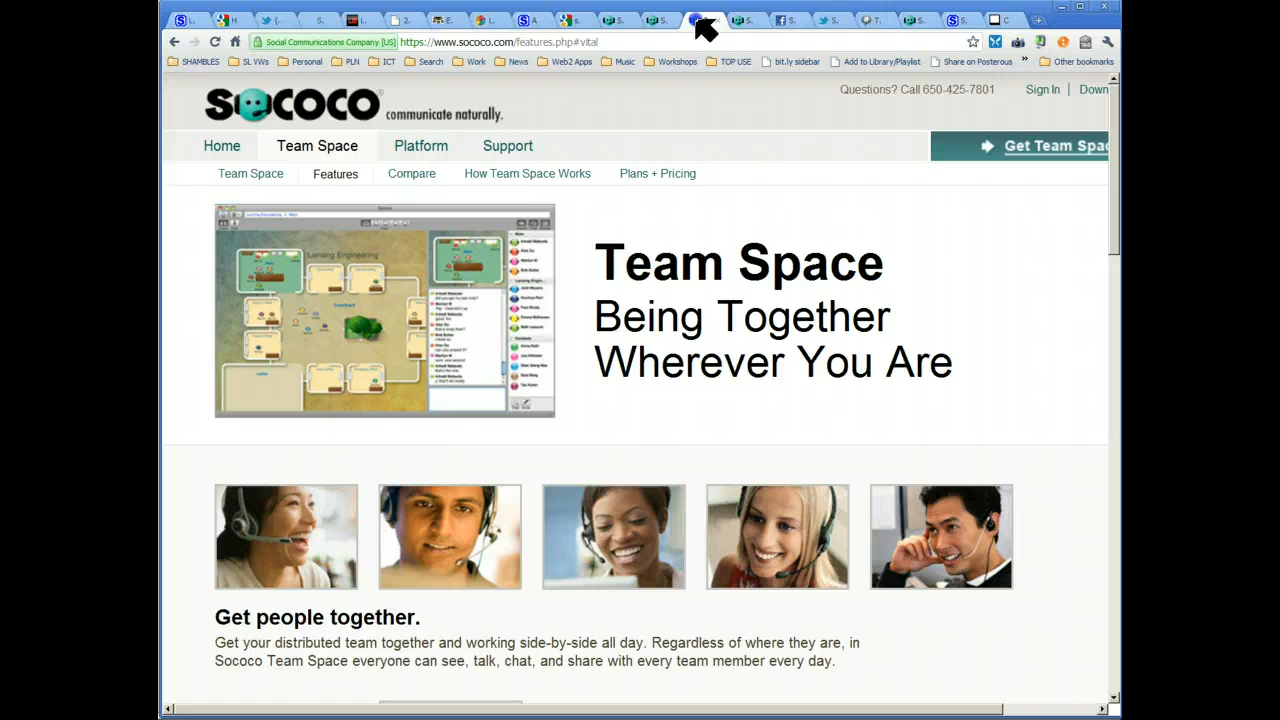 S L.
H
(.
S.
L.
2.
E.
L.
A
s.
S.
S.
S.
S.
S.
T.
S.
S.
C
Social Communications Company [US] https://www.sococo.com/features.php#vital
SHAMBLES SL VWs Personal PLN ICT Search Work News Web2 Apps Music Workshops TOP USE bit.ly sidebar Add to Library/Playlist Share on Posterous » Other bookmarks
SOCOCO communicate naturally.
Questions? Call 650-425-7801 Sign In | Down
Home Team Space Platform Support Get Team Spac
Team Space Features Compare How Team Space Works Plans + Pricing
Lansing Engineering
Team Space
Being Together
Wherever You Are
Get people together.
Get your distributed team together and working side-by-side all day. Regardless of where they are, in
Sococo Team Space everyone can see, talk, chat, and share with every team member every day.